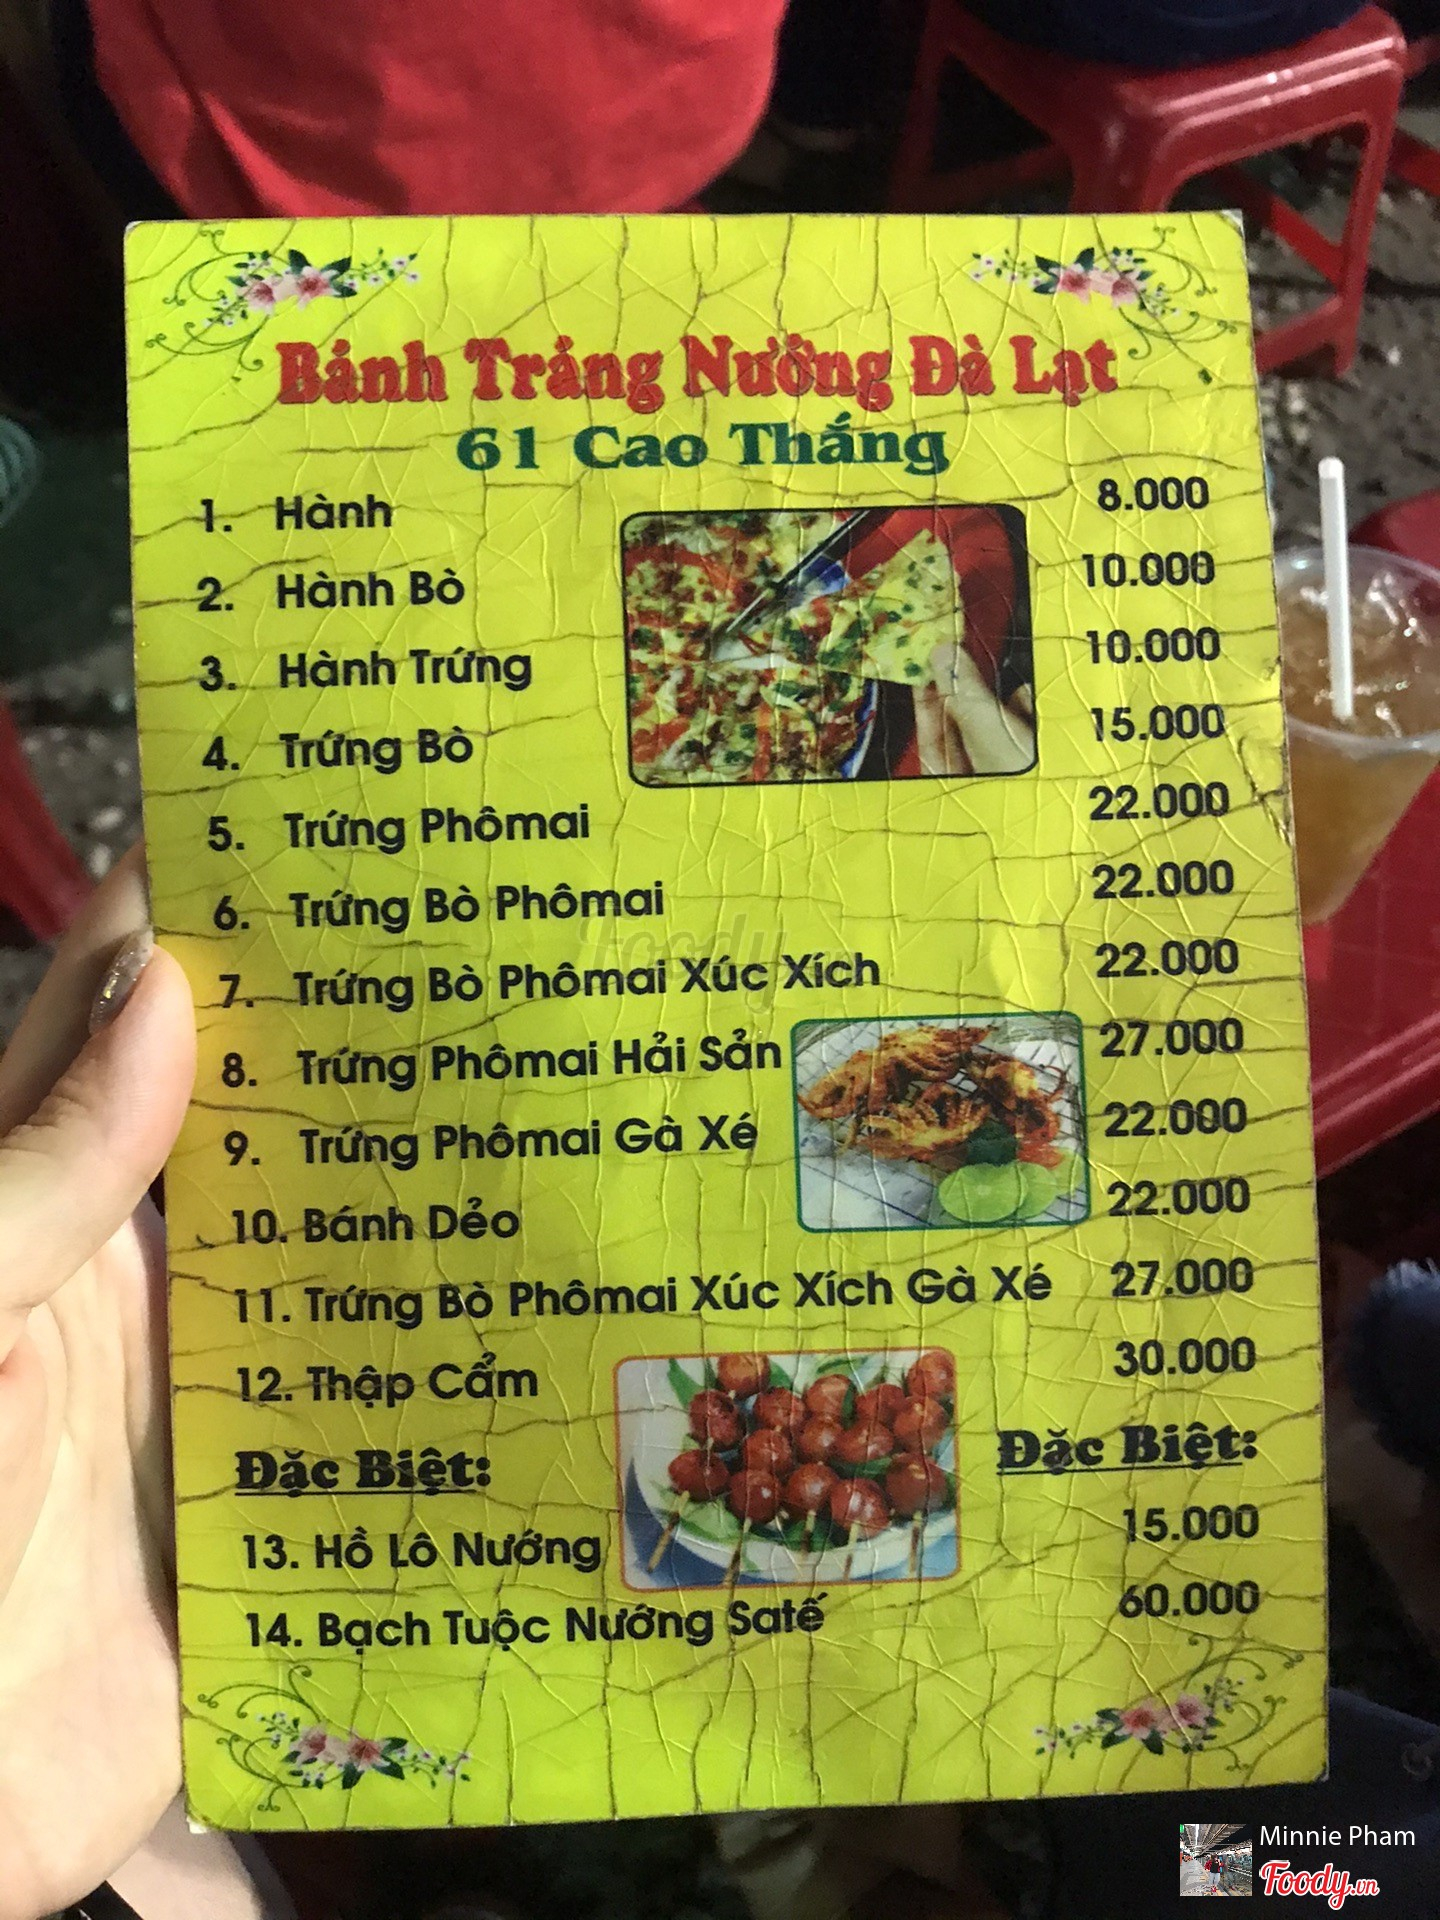 Bánh Tráng Nướng Đà Lạt
61 Cao Thắng
1. Hành 8.000
2. Hành Bò 10.000
3. Hành Trứng 10.000
4. Trứng Bò 15.000
5. Trứng Phômai 22.000
6. Trứng Bò Phômai 22.000
7. Trứng Bò Phômai Xúc Xích 22.000
8. Trứng Phômai Hải Sản 27.000
9. Trứng Phômai Gà Xé 22.000
10. Bánh Dẻo 22.000
11. Trứng Bò Phômai Xúc Xích Gà Xé 27.000
12. Thập Cẩm 30.000
Đặc Biệt: Đặc Biệt:
13. Hồ Lô Nướng 15.000
14. Bạch Tuộc Nướng Satế 60.000
Foody.vn
Minnie Pham
Foody.vn